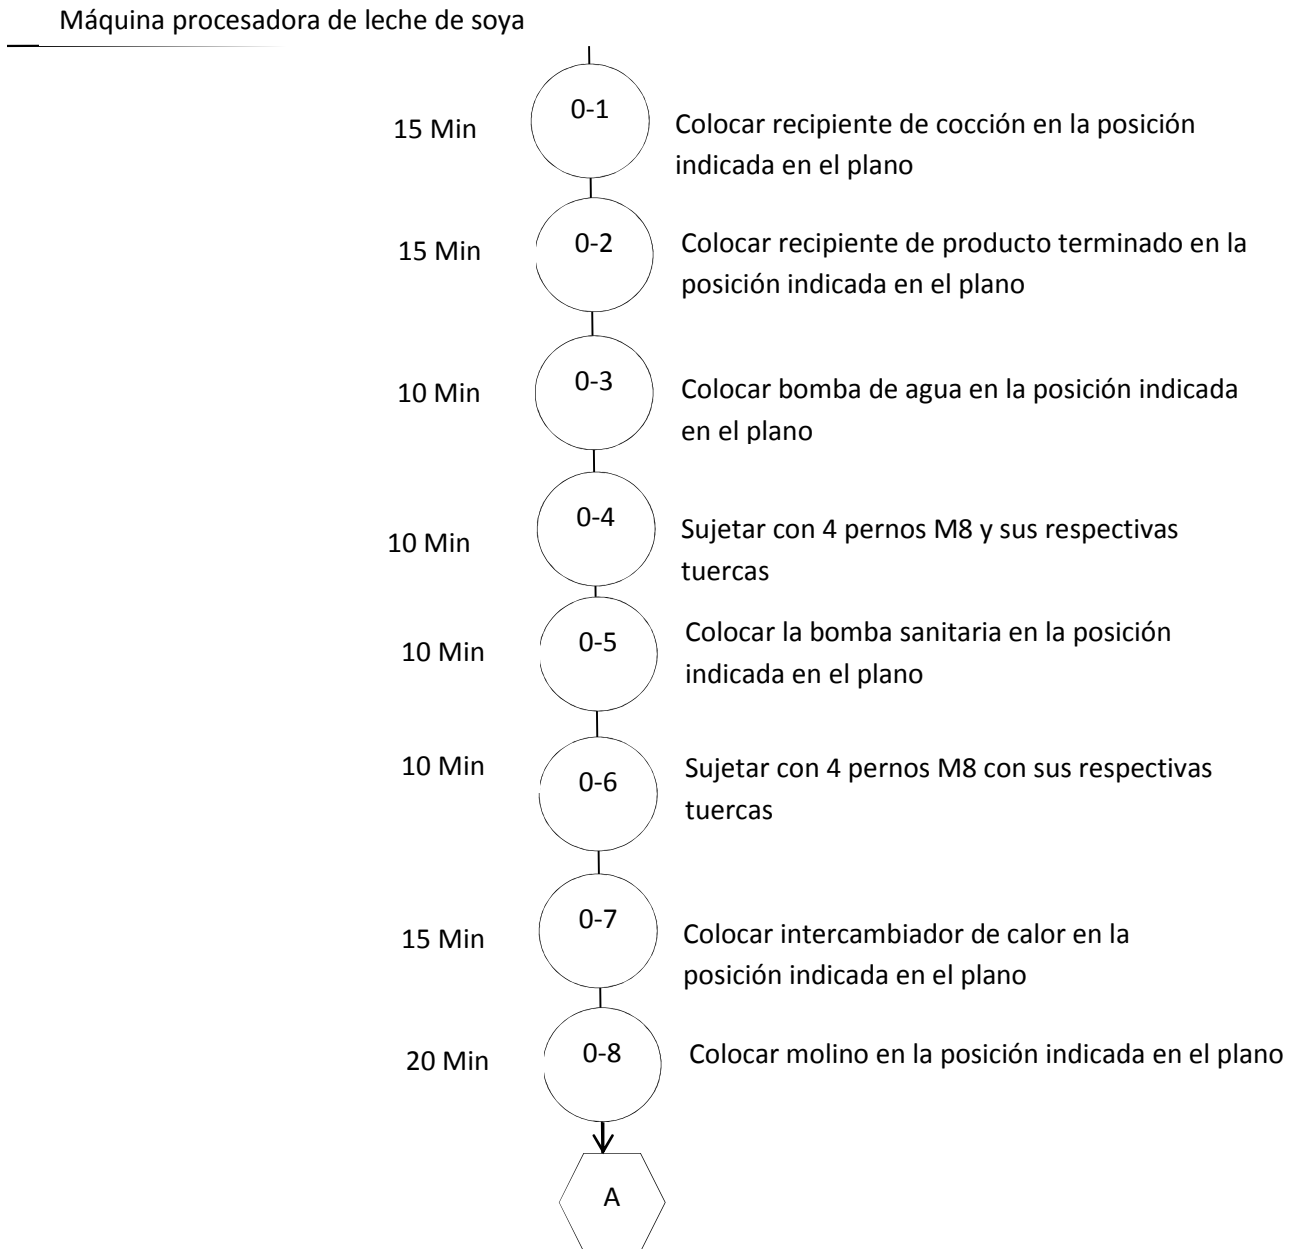 Máquina procesadora de leche de soya
0-1
15 Min
Colocar recipiente de cocción en la posición
indicada en el plano
0-2
15 Min
Colocar recipiente de producto terminado en la
posición indicada en el plano
0-3
10 Min
Colocar bomba de agua en la posición indicada
en el plano
0-4
10 Min
Sujetar con 4 pernos M8 y sus respectivas
tuercas
0-5
10 Min
Colocar la bomba sanitaria en la posición
indicada en el plano
0-6
10 Min
Sujetar con 4 pernos M8 con sus respectivas
tuercas
0-7
15 Min
Colocar intercambiador de calor en la
posición indicada en el plano
0-8
20 Min
Colocar molino en la posición indicada en el plano
A